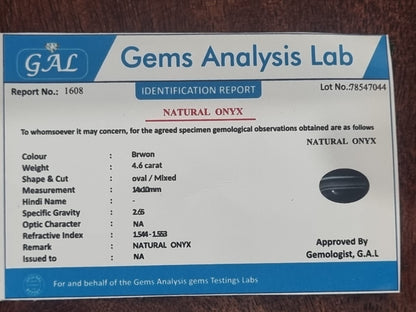 GAL
Gems Analysis Lab
Report No.: 1608
IDENTIFICATION REPORT
Lot No.:78547044
NATURAL ONYX
To whomsoever it may concern, for the agreed specimen gemological observations obtained are as follows
NATURAL ONYX
Colour : Brwon
Weight : 4.6 carat
Shape & Cut : oval / Mixed
Measurement : 14x10mm
Hindi Name : -
Specific Gravity : 2.65
Optic Character : NA
Refractive Index : 1.544 - 1.553
Remark : NATURAL ONYX
Issued to : NA
Approved By
Gemologist, G.A.L
For and behalf of the Gems Analysis gems Testings Labs